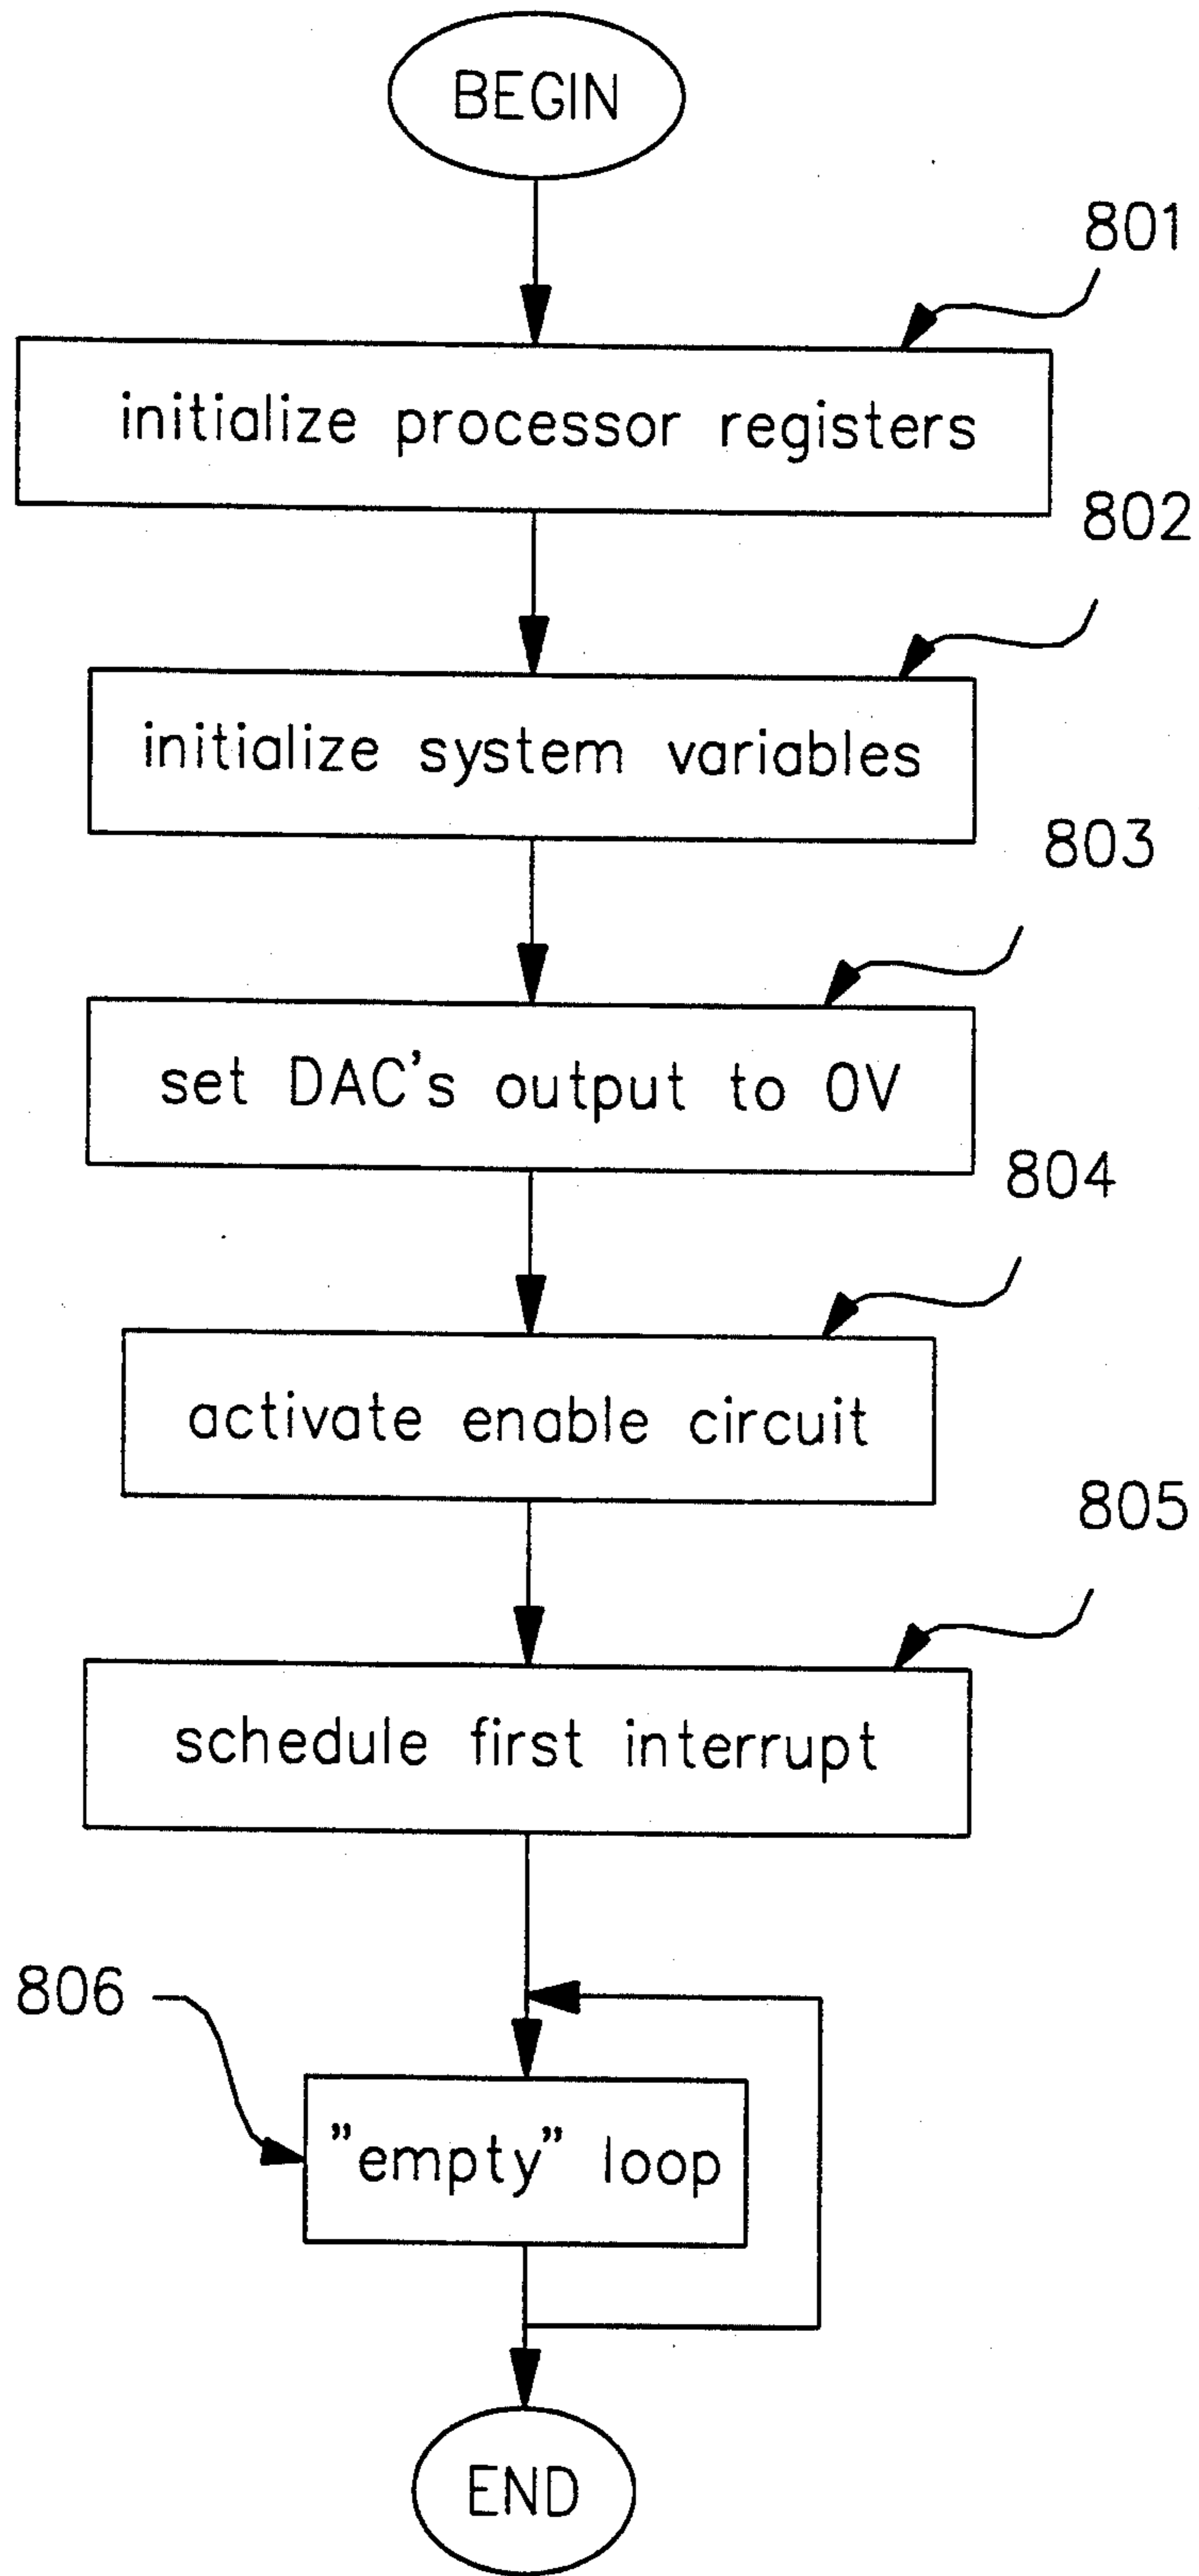 BEGIN
801
initialize processor registers
802
initialize system variables
803
set DAC's output to 0V
804
activate enable circuit
805
schedule first interrupt
806
"empty" loop
END